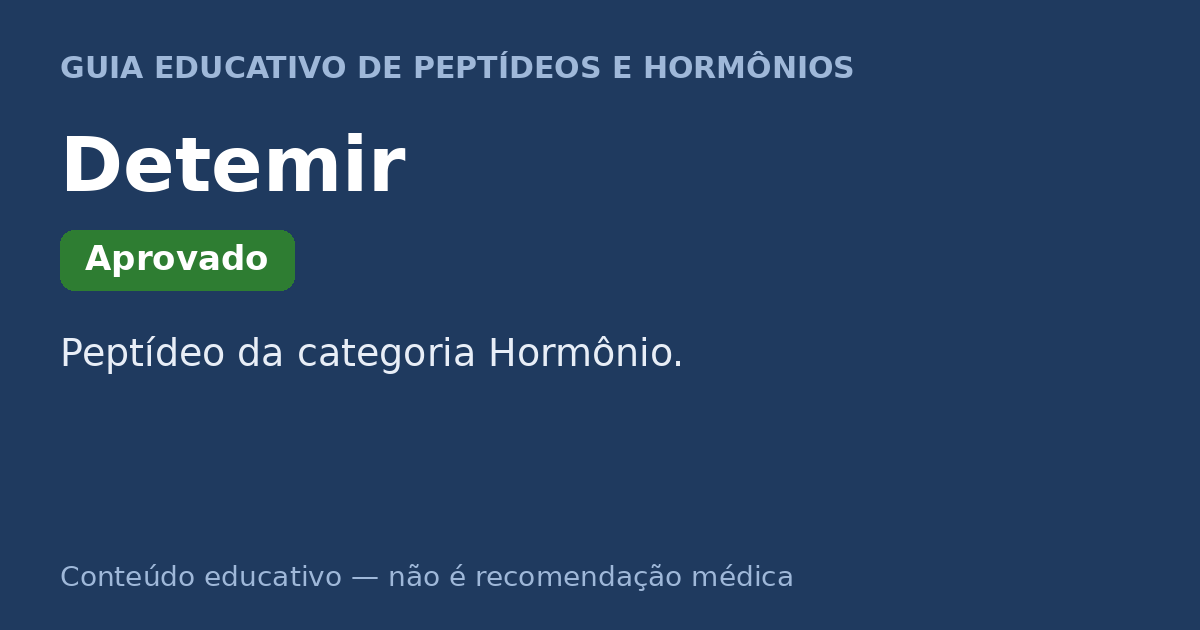 GUIA EDUCATIVO DE PEPTÍDEOS E HORMÔNIOS
Detemir
Aprovado
Peptídeo da categoria Hormônio.
Conteúdo educativo — não é recomendação médica